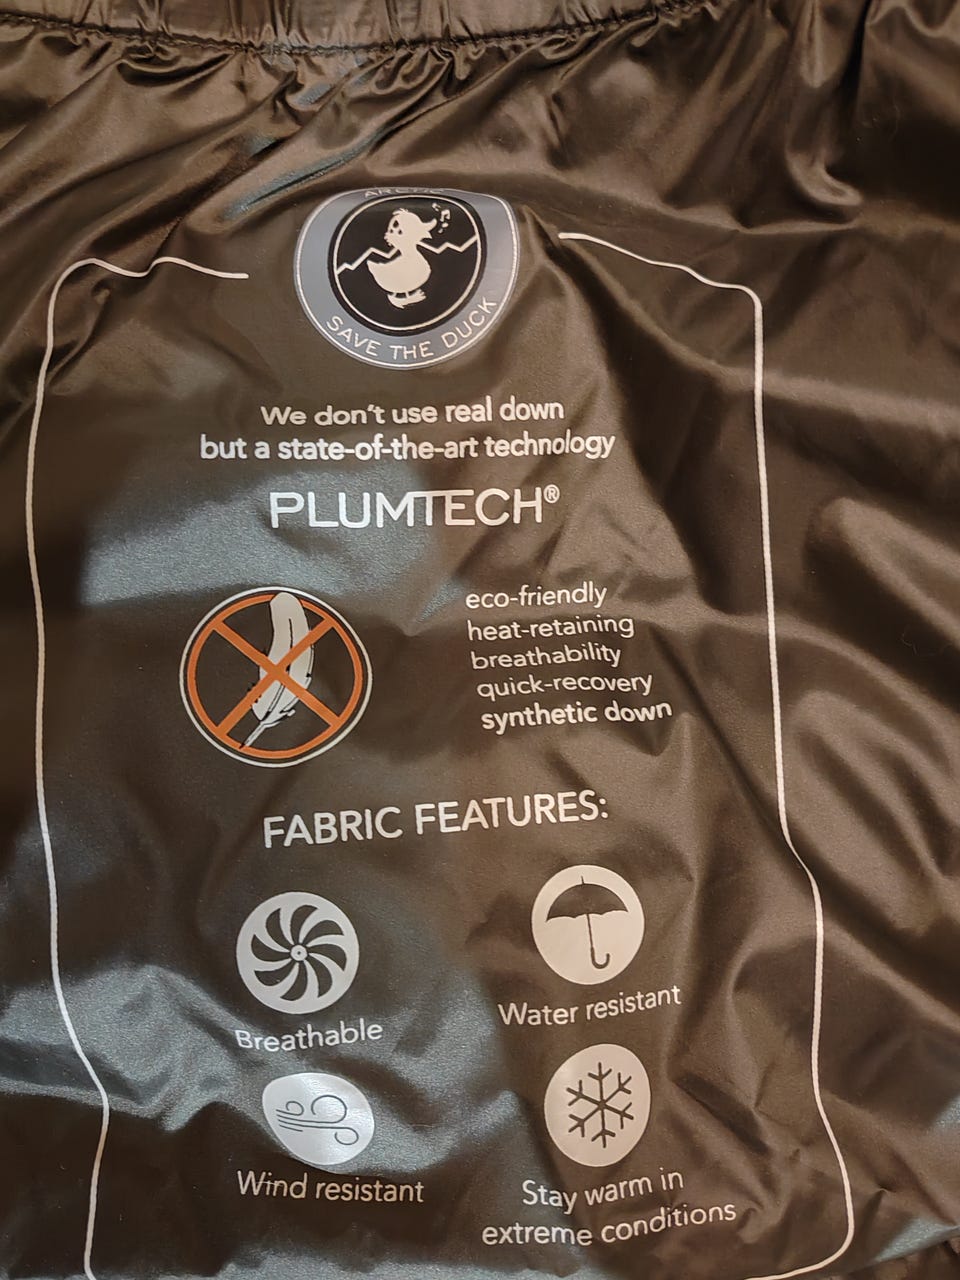 ARCTIC
SAVE THE DUCK
We don't use real down
but a state-of-the-art technology
PLUMTECH®
eco-friendly
heat-retaining
breathability
quick-recovery
synthetic down
FABRIC FEATURES:
Breathable
Water resistant
Wind resistant
Stay warm in
extreme conditions